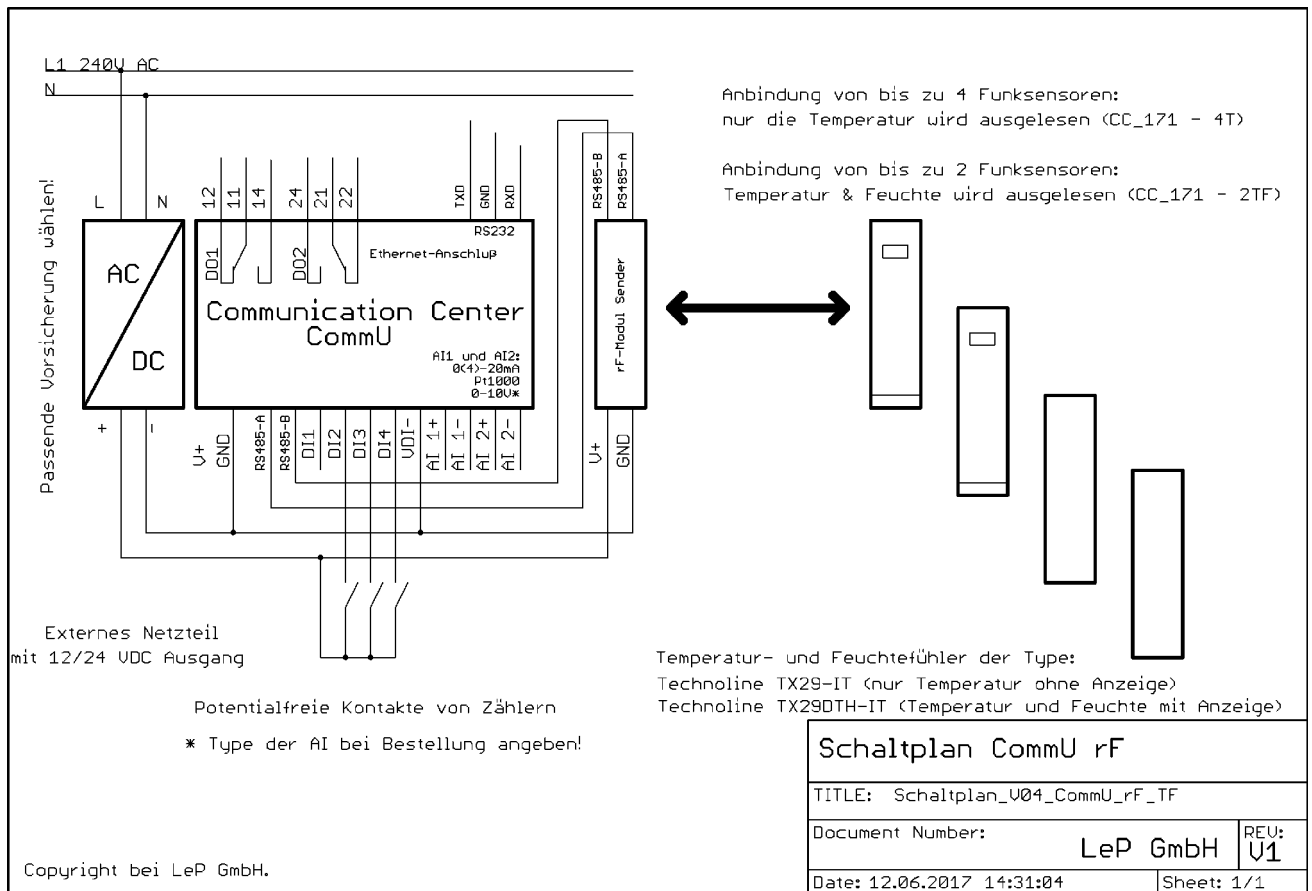 L1 240V AC
N
Anbindung von bis zu 4 Funksensoren:
nur die Temperatur wird ausgelesen (CC_171 - 4T)
Anbindung von bis zu 2 Funksensoren:
Temperatur & Feuchte wird ausgelesen (CC_171 - 2TF)
Passende Vorsicherung wählen!
L
N
12
11
14
24
21
22
TXD
GND
RXD
RS485-B
RS485-A
RS232
DO1
DO2
Ethernet-Anschluß
AC
DC
Communication Center
CommU
AI1 und AI2:
0(4)-20mA
Pt1000
0-10V*
rF-Modul Sender
+
-
V+
GND
RS485-A
RS485-B
DI1
DI2
DI3
DI4
VDI-
AI 1+
AI 1-
AI 2+
AI 2-
V+
GND
Externes Netzteil
mit 12/24 VDC Ausgang
Potentialfreie Kontakte von Zählern
* Type der AI bei Bestellung angeben!
Temperatur- und Feuchtefühler der Type:
Technoline TX29-IT (nur Temperatur ohne Anzeige)
Technoline TX29DTH-IT (Temperatur und Feuchte mit Anzeige)
Schaltplan CommU rF
TITLE: Schaltplan_V04_CommU_rF_TF
Document Number:
LeP GmbH
REV:
V1
Date: 12.06.2017 14:31:04
Sheet: 1/1
Copyright bei LeP GmbH.